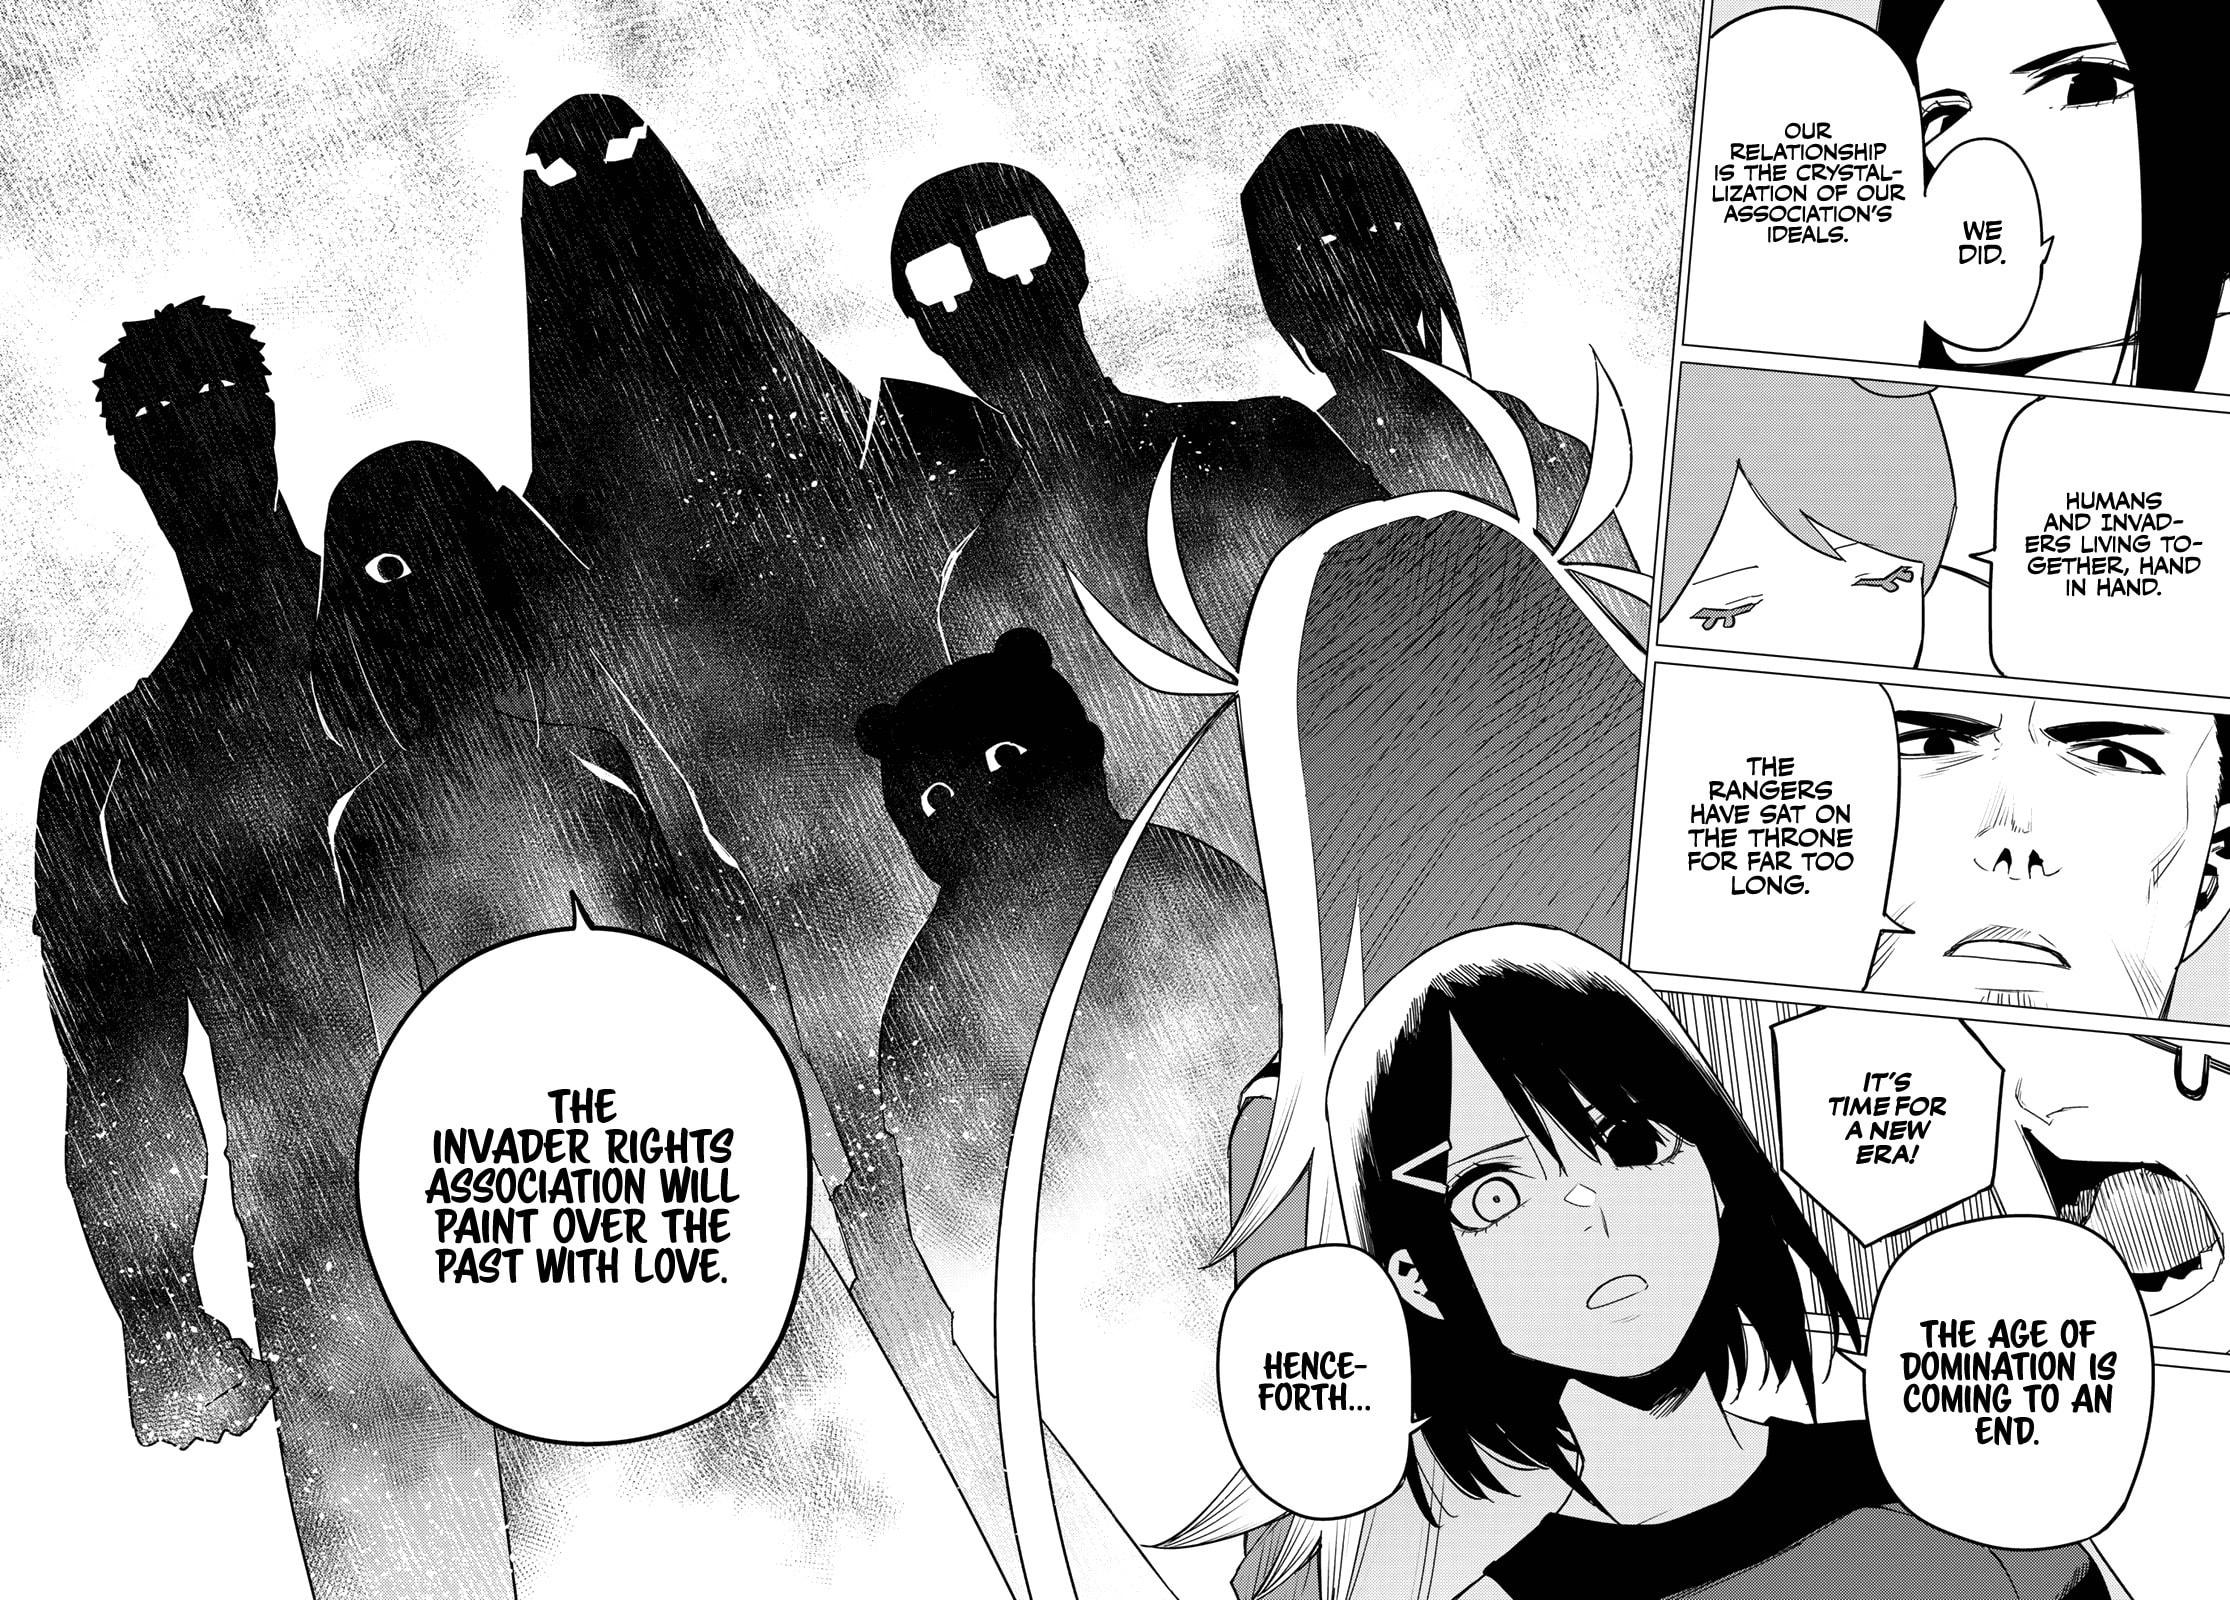 WE
DID.
OUR
RELATIONSHIP
IS THE CRYSTAL-
LIZATION OF OUR
ASSOCIATION'S
IDEALS.
HUMANS
AND INVAD-
ERS LIVING TO-
GETHER, HAND
IN HAND.
THE
RANGERS
HAVE SAT ON
THE THRONE
FOR FAR TOO
LONG.
IT'S
TIME FOR
A NEW
ERA!
THE AGE OF
DOMINATION IS
COMING TO AN
END.
HENCE-
FORTH...
THE
INVADER RIGHTS
ASSOCIATION WILL
PAINT OVER THE
PAST WITH LOVE.